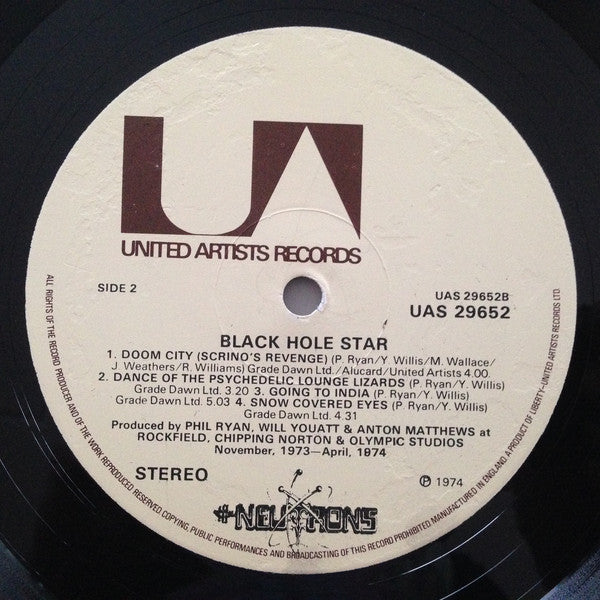 UA
UNITED ARTISTS RECORDS
SIDE 2
UAS 29652B
UAS 29652
BLACK HOLE STAR
1. DOOM CITY (SCRINO'S REVENGE) (P. Ryan/Y. Willis/M. Wallace/
J Weathers/R. Williams) Grade Dawn Ltd./Alucard/United Artists 4.00.
2. DANCE OF THE PSYCHEDELIC LOUNGE LIZARDS (P. Ryan/Y. Willis)
Grade Dawn Ltd. 3.20 3. GOING TO INDIA (P. Ryan/Y. Willis)
Grade Dawn Ltd. 5.03 4. SNOW COVERED EYES (P. Ryan/Y. Willis)
Grade Dawn Ltd. 4.31
Produced by PHIL RYAN, WILL YOUATT & ANTON MATTHEWS at
ROCKFIELD, CHIPPING NORTON & OLYMPIC STUDIOS
November, 1973—April, 1974
STEREO
℗ 1974
NEUTRONS
ALL RIGHTS OF THE RECORD PRODUCER AND OF THE OWNER OF THE WORK REPRODUCED RESERVED. COPYING, PUBLIC PERFORMANCES AND BROADCASTING OF THIS RECORD PROHIBITED. MANUFACTURED IN ENGLAND. A PRODUCT OF LIBERTY—UNITED ARTISTS RECORDS LTD.